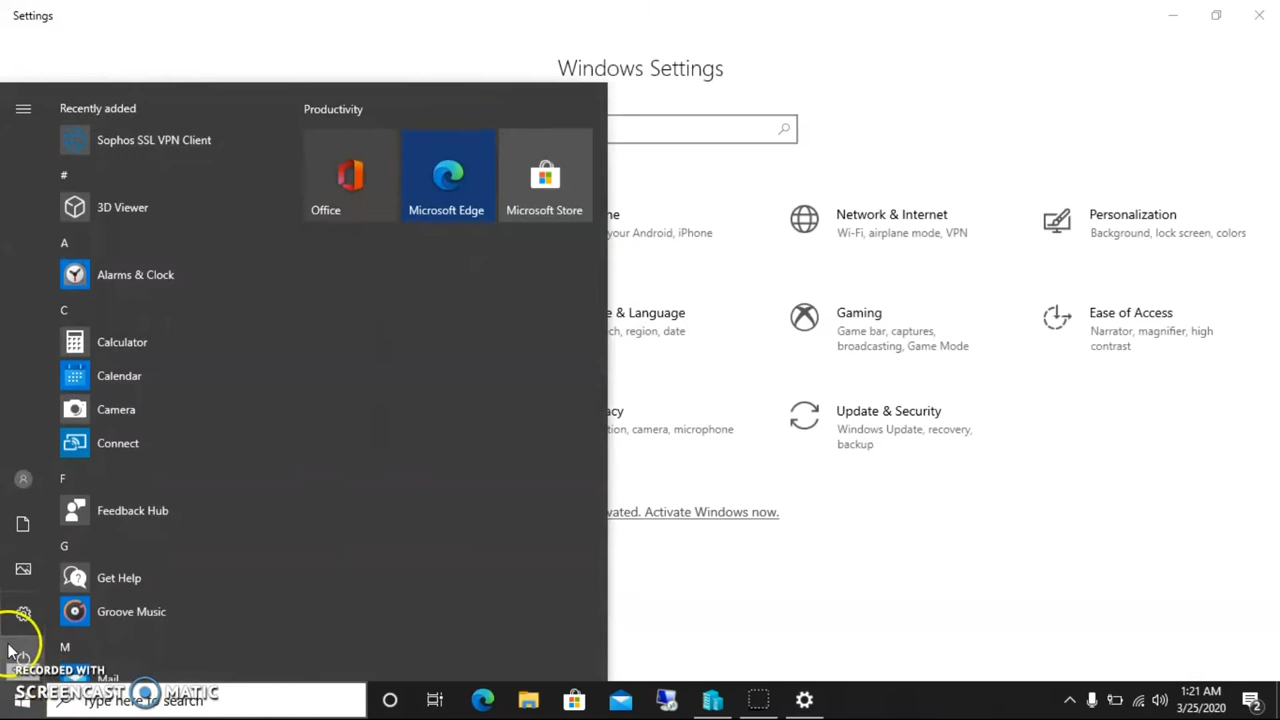 Settings
Windows Settings
Recently added
Productivity
Sophos SSL VPN Client
#
3D Viewer
Office
Microsoft Edge
Microsoft Store
A
Alarms & Clock
C
Calculator
Calendar
Camera
Connect
F
Feedback Hub
G
Get Help
Groove Music
M
Mail
ne
your Android, iPhone
Network & Internet
Wi-Fi, airplane mode, VPN
Personalization
Background, lock screen, colors
e & Language
ch, region, date
Gaming
Game bar, captures,
broadcasting, Game Mode
Ease of Access
Narrator, magnifier, high
contrast
acy
tion, camera, microphone
Update & Security
Windows Update, recovery,
backup
vated. Activate Windows now.
RECORDED WITH
SCREENCAST MATIC
Type here to search
1:21 AM
3/25/2020
2